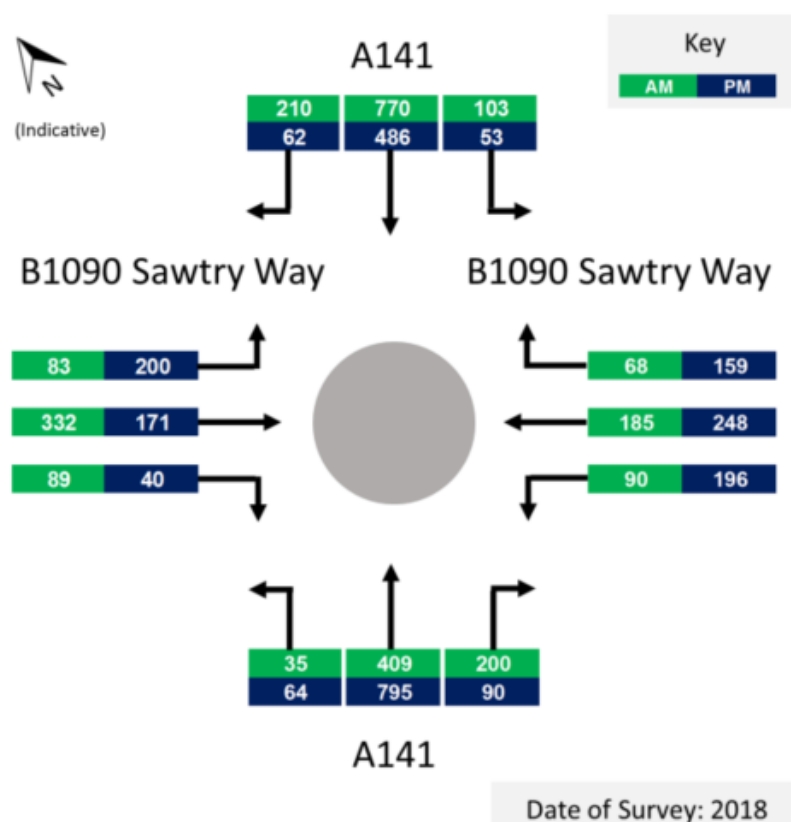 Key
AM PM
N
(Indicative)
A141
210 770 103
62 486 53
B1090 Sawtry Way B1090 Sawtry Way
83 200 68 159
332 171 185 248
89 40 90 196
35 409 200
64 795 90
A141
Date of Survey: 2018